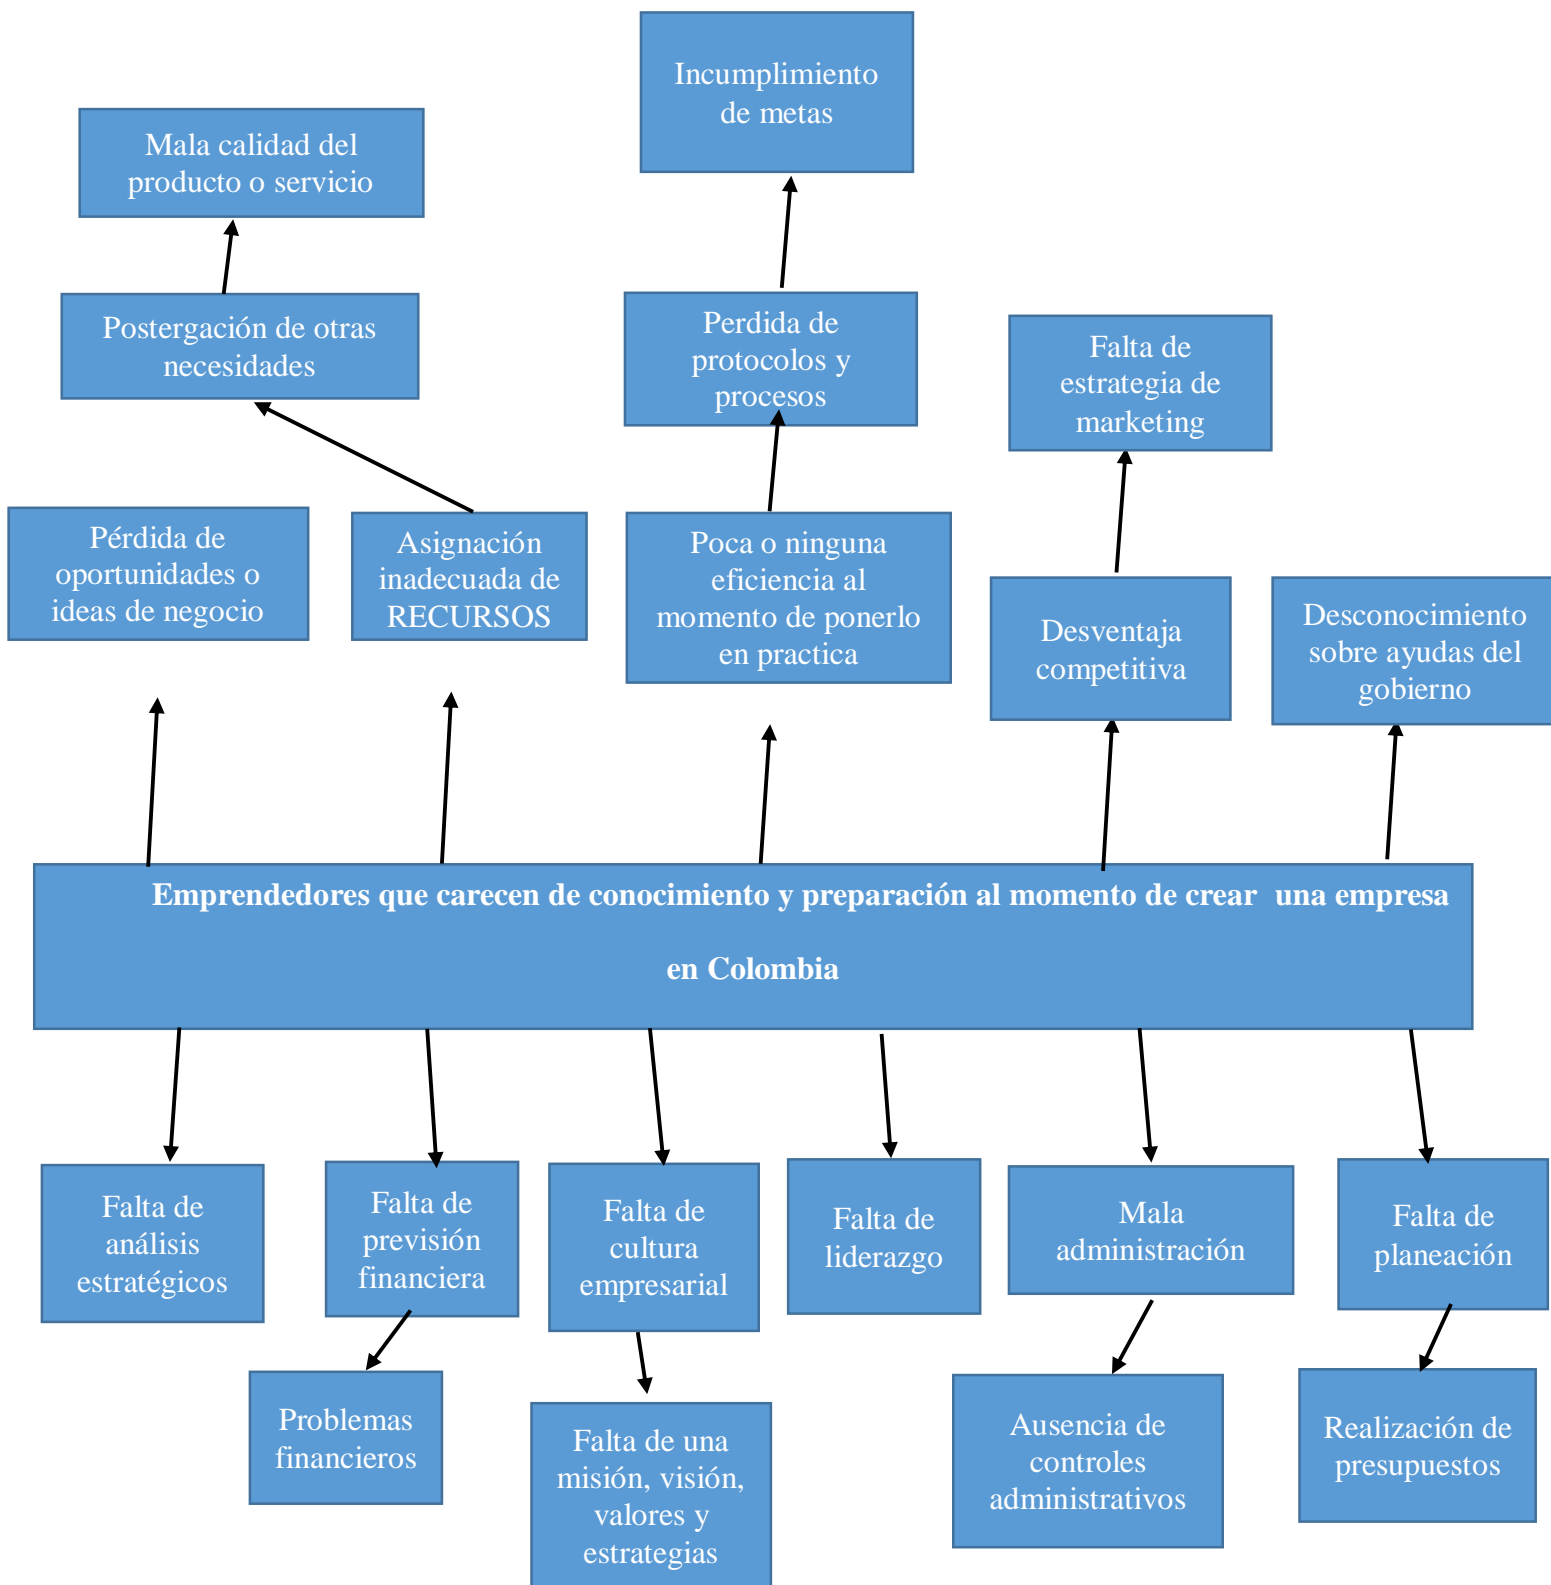 Incumplimiento
de metas
Mala calidad del
producto o servicio
Postergación de otras
necesidades
Perdida de
protocolos y
procesos
Falta de
estrategia de
marketing
Pérdida de
oportunidades o
ideas de negocio
Asignación
inadecuada de
RECURSOS
Poca o ninguna
eficiencia al
momento de ponerlo
en practica
Desventaja
competitiva
Desconocimiento
sobre ayudas del
gobierno
Emprendedores que carecen de conocimiento y preparación al momento de crear  una empresa
en Colombia
Falta de
análisis
estratégicos
Falta de
previsión
financiera
Falta de
cultura
empresarial
Falta de
liderazgo
Mala
administración
Falta de
planeación
Problemas
financieros
Falta de una
misión, visión,
valores y
estrategias
Ausencia de
controles
administrativos
Realización de
presupuestos